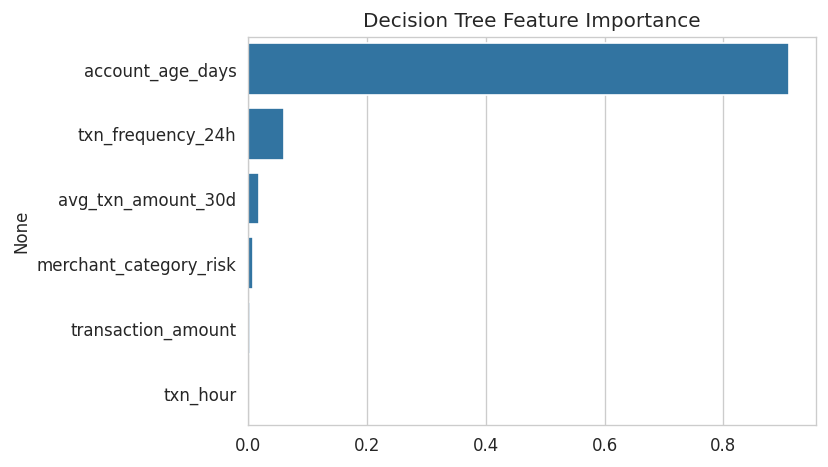 Decision Tree Feature Importance
account_age_days
txn_frequency_24h
avg_txn_amount_30d
merchant_category_risk
transaction_amount
txn_hour
None
0.0 0.2 0.4 0.6 0.8